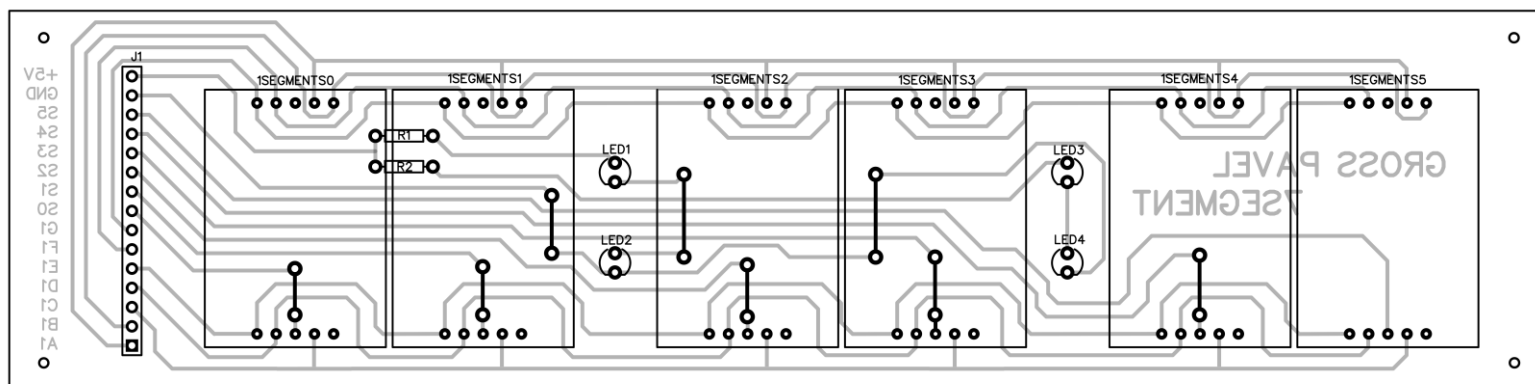 J1
+5V
GND
S5
S4
S3
S2
S1
S0
G1
F1
E1
D1
C1
B1
A1
1SEGMENTS0
1SEGMENTS1
1SEGMENTS2
1SEGMENTS3
1SEGMENTS4
1SEGMENTS5
R1
R2
LED1
LED2
LED3
LED4
GROSS PAVEL
7SEGMENT